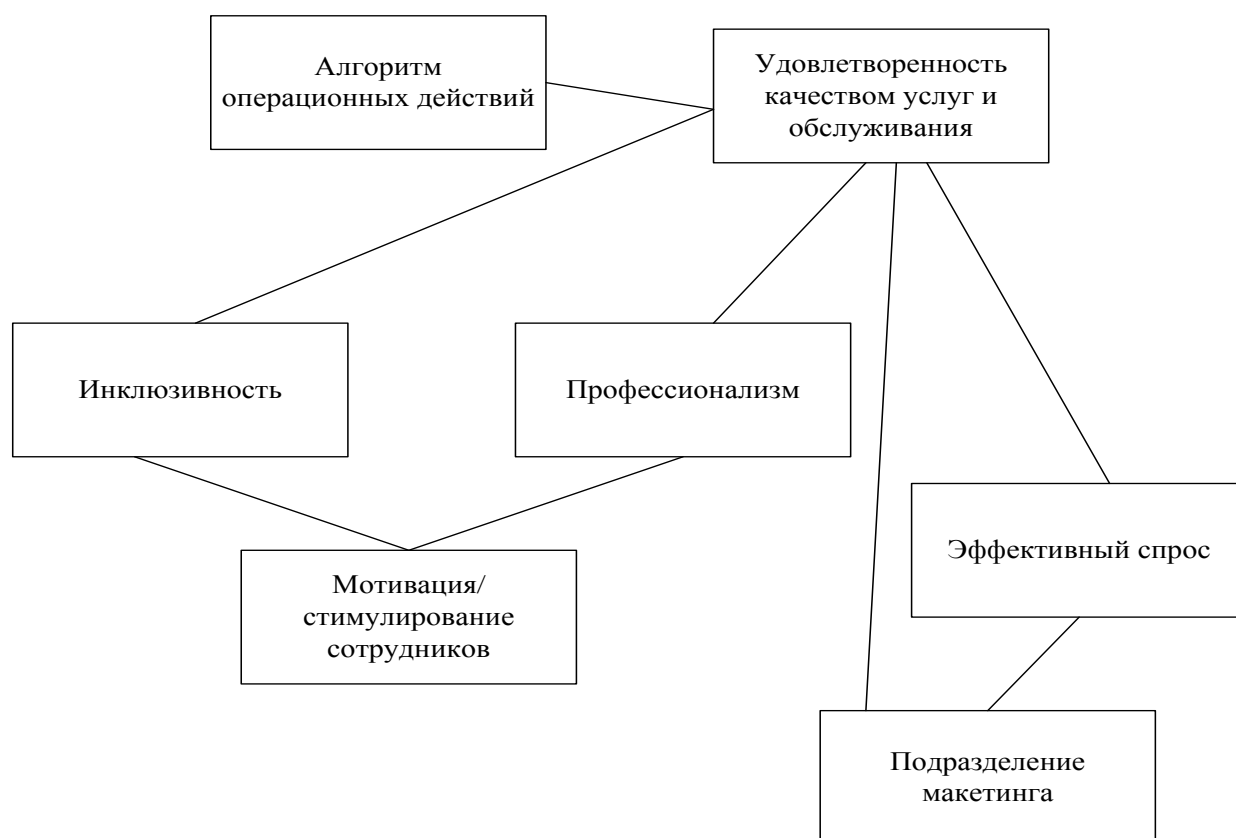 Алгоритм
операционных действий
Удовлетворенность
качеством услуг и
обслуживания
Инклюзивность
Профессионализм
Эффективный спрос
Мотивация/
стимулирование
сотрудников
Подразделение
макетинга